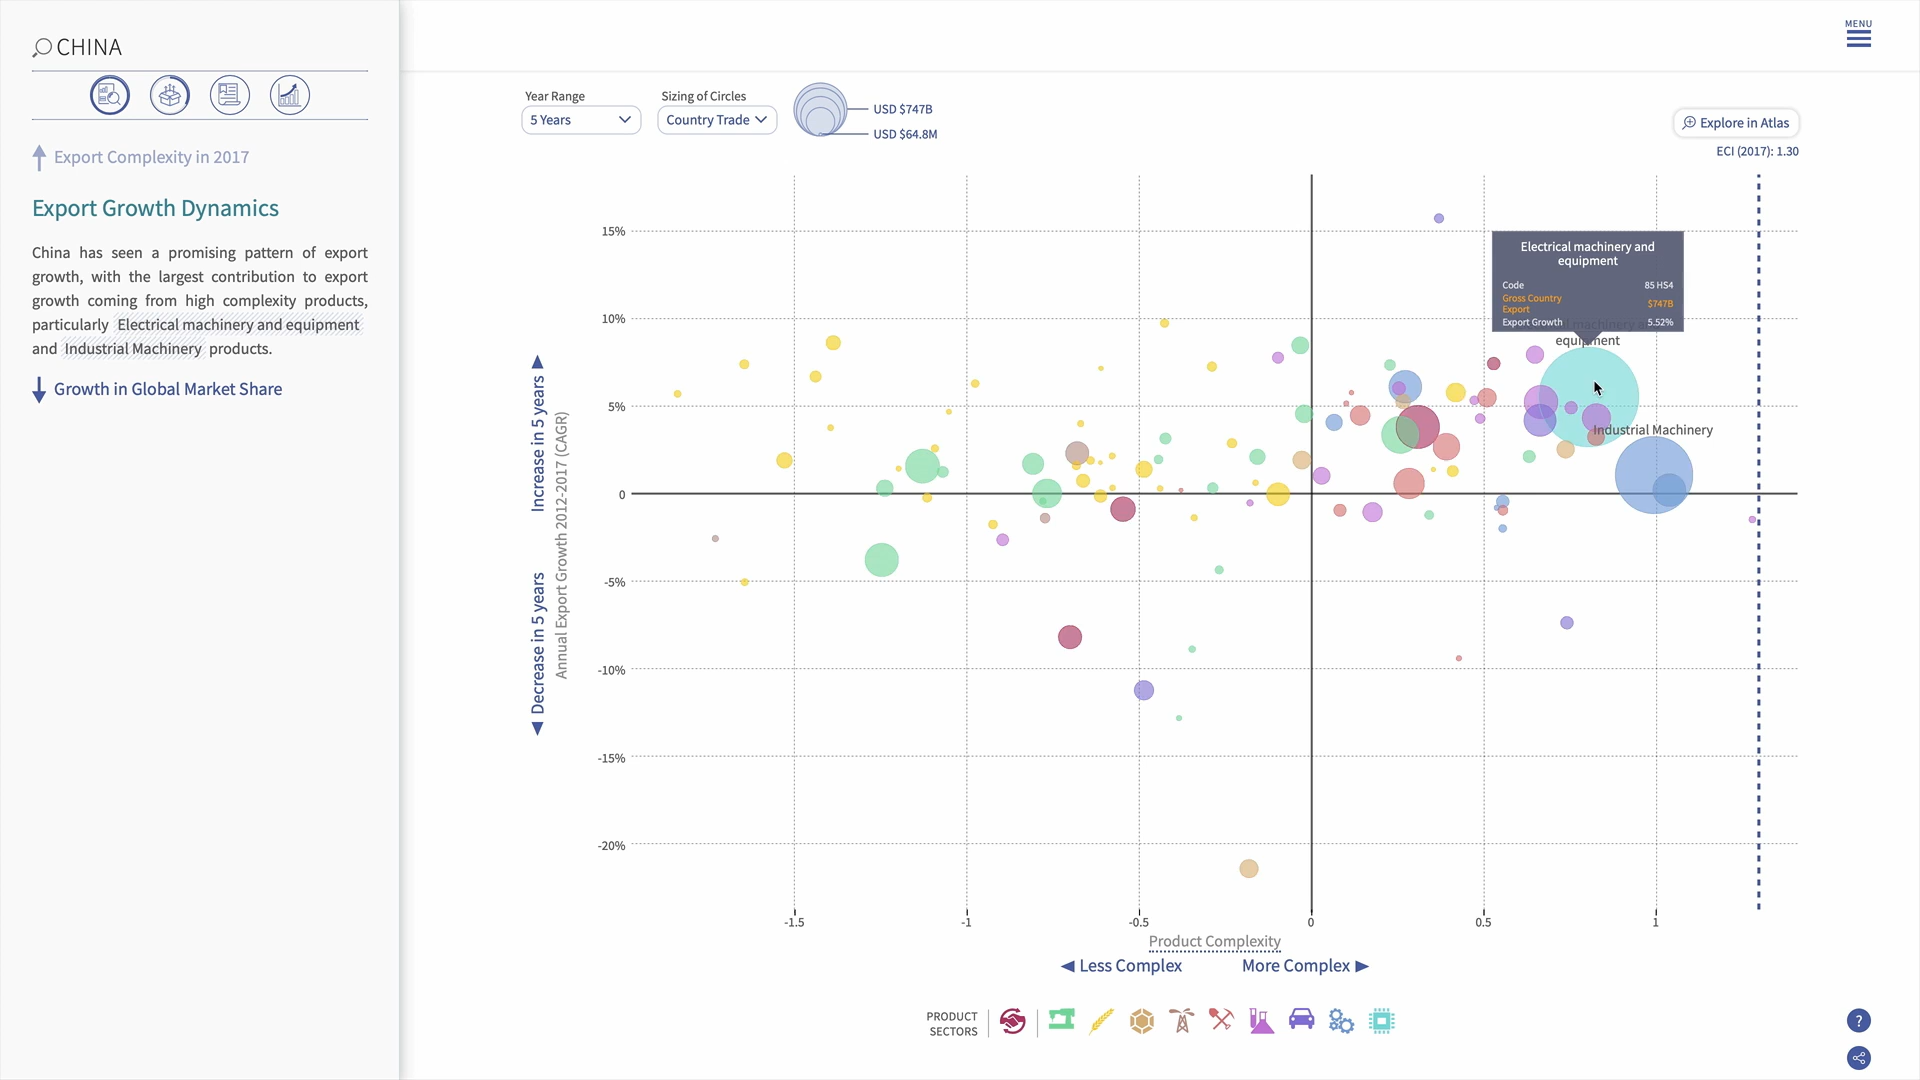 CHINA
Export Complexity in 2017
Export Growth Dynamics
China has seen a promising pattern of export
growth, with the largest contribution to export
growth coming from high complexity products,
particularly Electrical machinery and equipment
and Industrial Machinery products.
Growth in Global Market Share
MENU
Year Range
5 Years
Sizing of Circles
Country Trade
USD $747B
USD $64.8M
Explore in Atlas
ECI (2017): 1.30
Increase in 5 years
Decrease in 5 years
Annual Export Growth 2012-2017 (CAGR)
15%
10%
5%
0
-5%
-10%
-15%
-20%
Electrical machinery and
equipment
Code 85 HS4
Gross Country
Export $747B
Export Growth 5.52%
equipment
Industrial Machinery
-1.5
-1
-0.5
0
0.5
1
Product Complexity
Less Complex
More Complex
PRODUCT
SECTORS
?